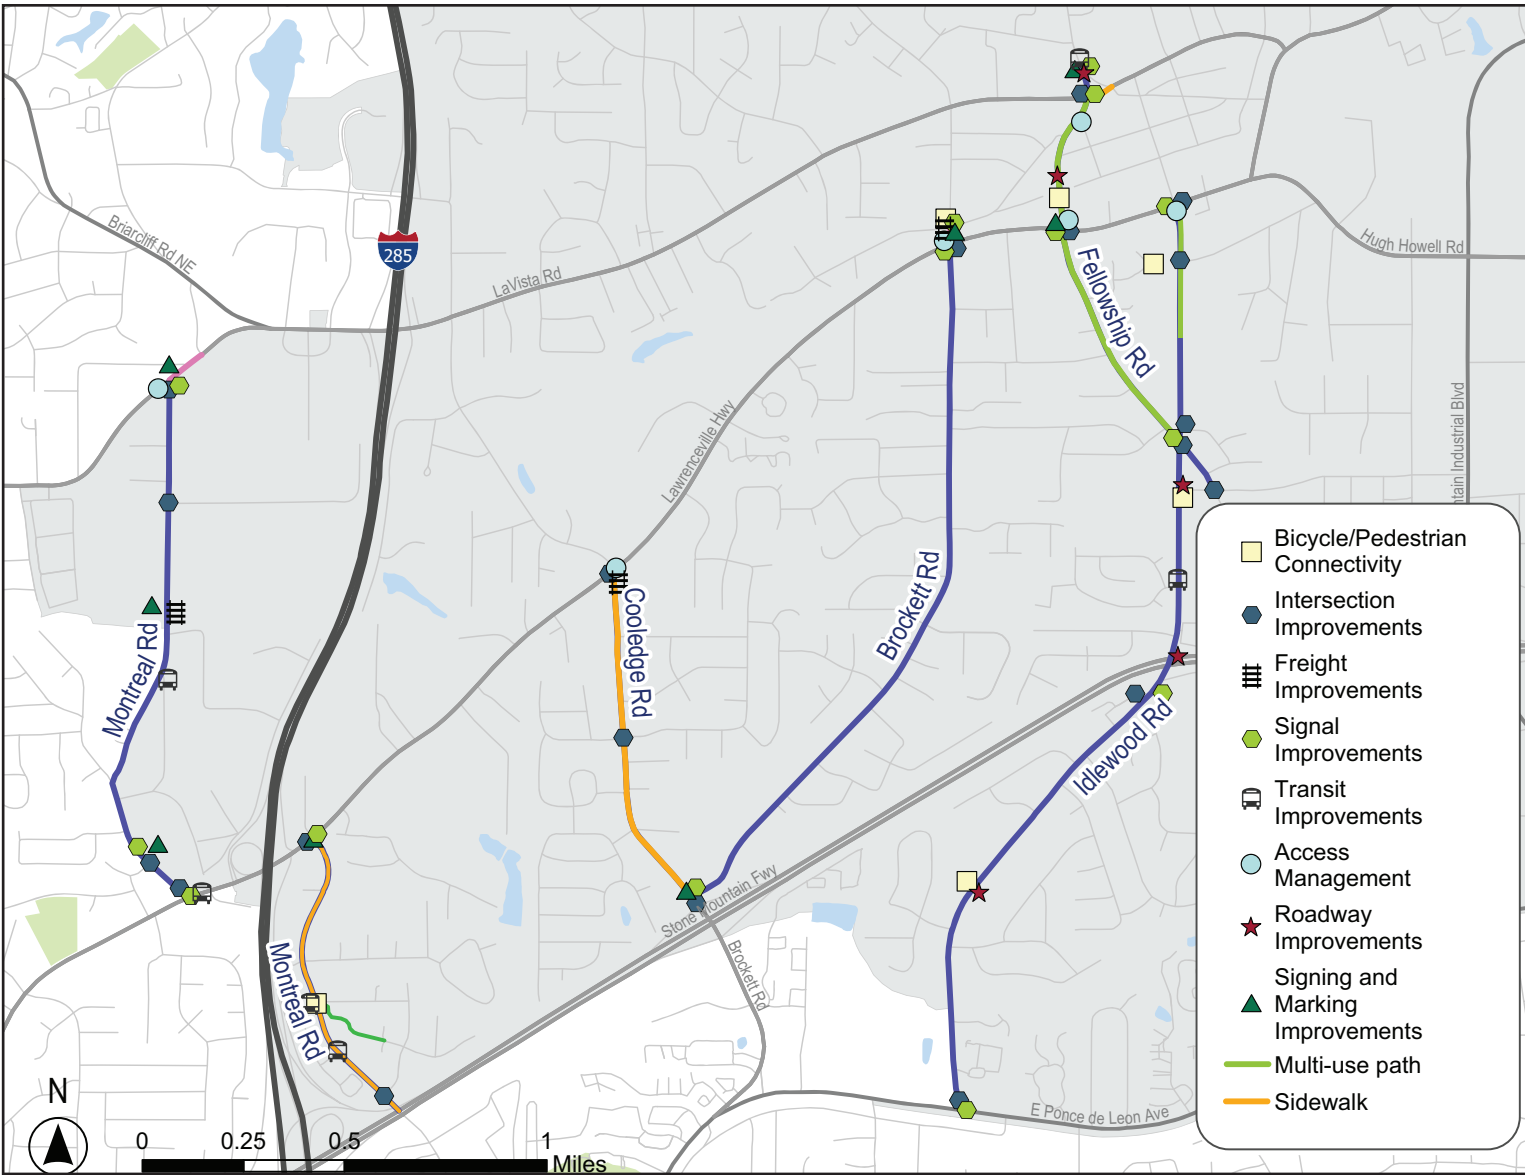 Briarcliff Rd NE
285
LaVista Rd
Hugh Howell Rd
Fellowship Rd
Lawrenceville Hwy
ntain Industrial Blvd
Brockett Rd
Cooledge Rd
Montreal Rd
Idlewood Rd
Stone Mountain Fwy
Brockett Rd
Montreal Rd
E Ponce de Leon Ave
Bicycle/Pedestrian
Connectivity
Intersection
Improvements
Freight
Improvements
Signal
Improvements
Transit
Improvements
Access
Management
Roadway
Improvements
Signing and
Marking
Improvements
Multi-use path
Sidewalk
N
0 0.25 0.5 1
Miles